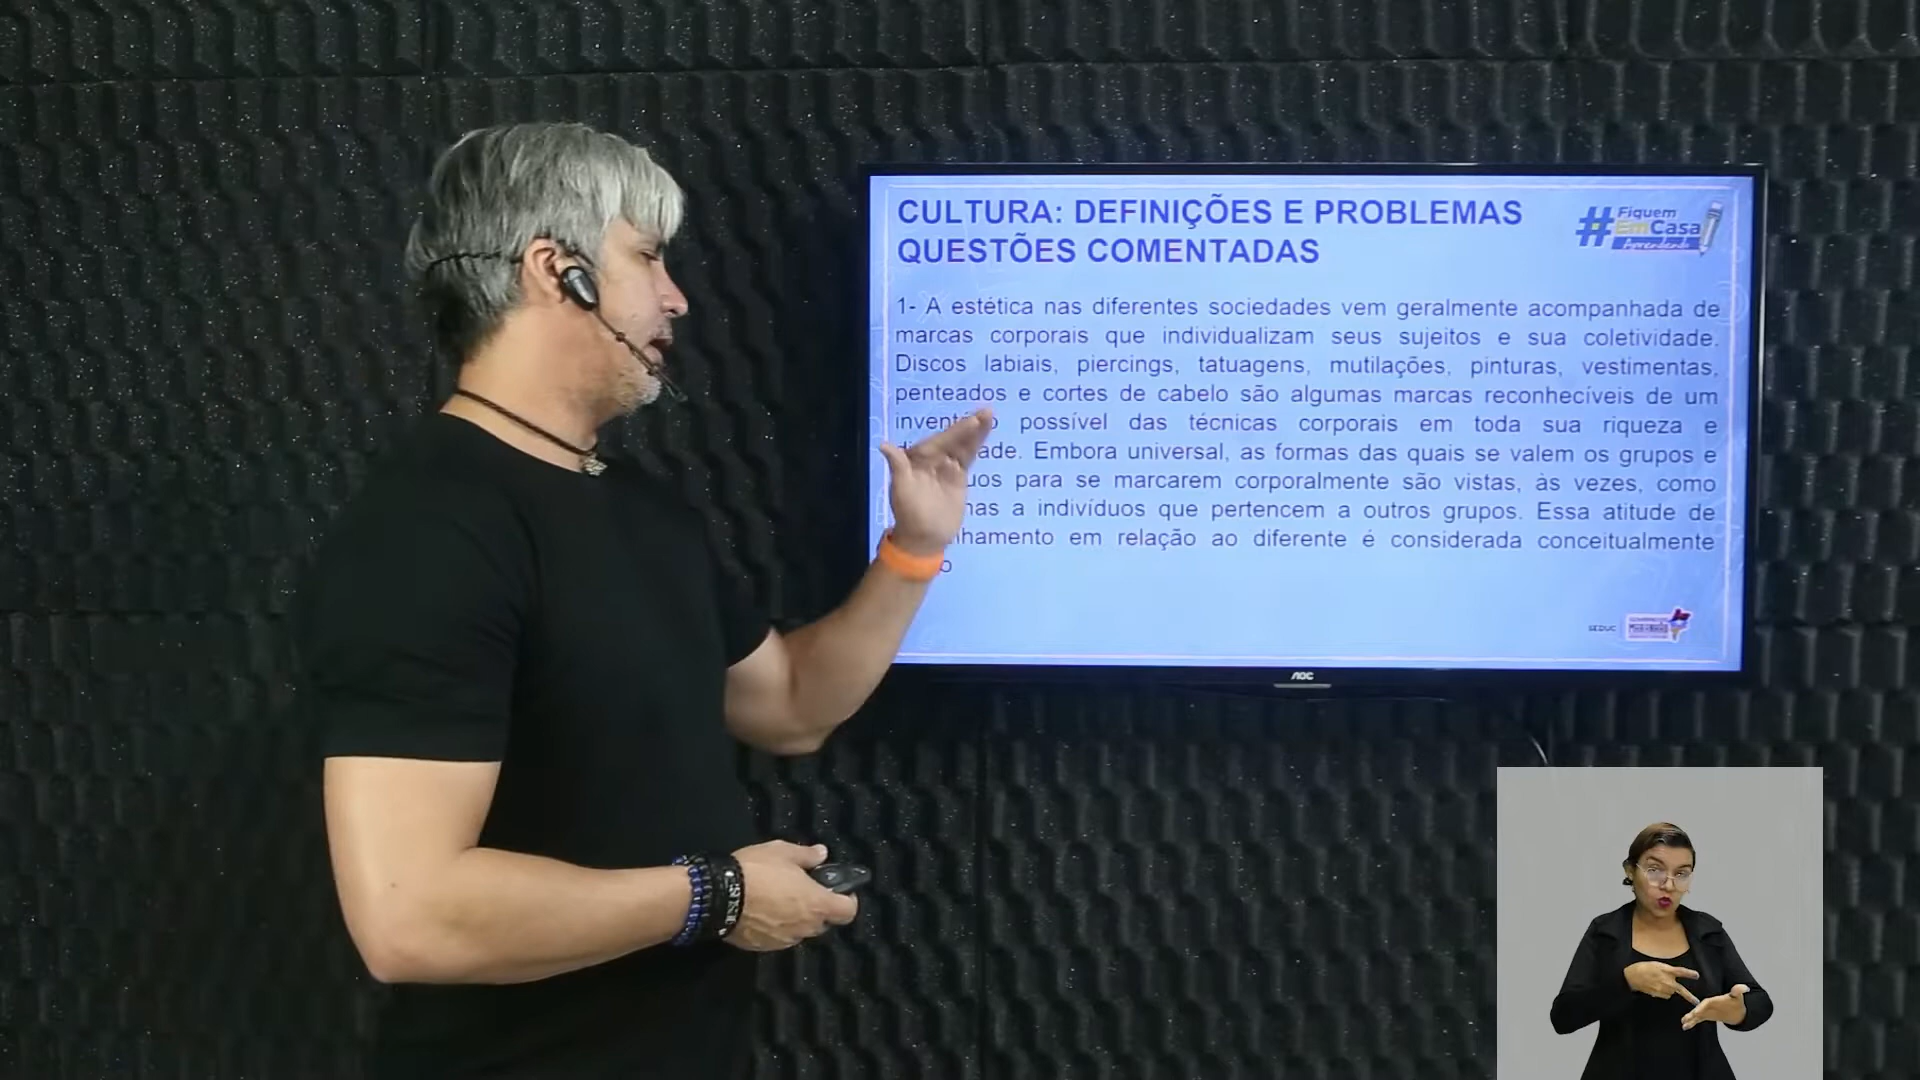 CULTURA: DEFINIÇÕES E PROBLEMAS
QUESTÕES COMENTADAS
#Fiquem
EmCasa
Aprendendo
1- A estética nas diferentes sociedades vem geralmente acompanhada de
marcas corporais que individualizam seus sujeitos e sua coletividade.
Discos labiais, piercings, tatuagens, mutilações, pinturas, vestimentas,
penteados e cortes de cabelo são algumas marcas reconhecíveis de um
possível das técnicas corporais em toda sua riqueza e
Embora universal, as formas das quais se valem os grupos e
para se marcarem corporalmente são vistas, às vezes, como
a indivíduos que pertencem a outros grupos. Essa atitude de
em relação ao diferente é considerada conceitualmente
SEDUC
AOC